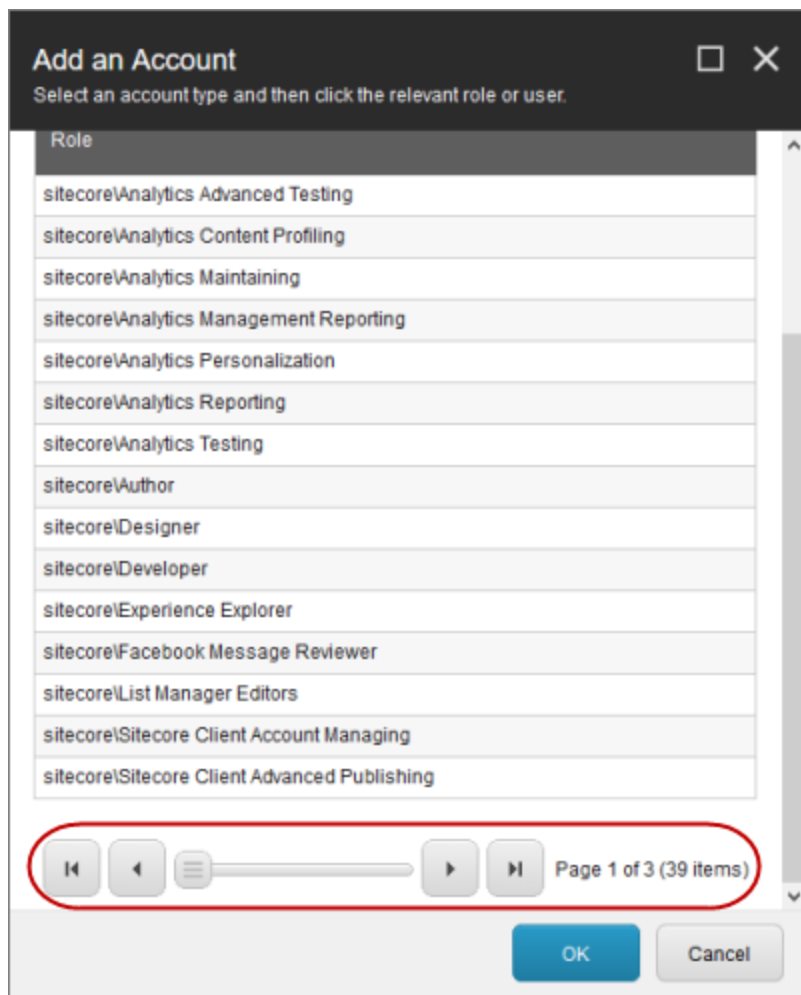 Add an Account
Select an account type and then click the relevant role or user.
Role
sitecore\Analytics Advanced Testing
sitecore\Analytics Content Profiling
sitecore\Analytics Maintaining
sitecore\Analytics Management Reporting
sitecore\Analytics Personalization
sitecore\Analytics Reporting
sitecore\Analytics Testing
sitecore\Author
sitecore\Designer
sitecore\Developer
sitecore\Experience Explorer
sitecore\Facebook Message Reviewer
sitecore\List Manager Editors
sitecore\Sitecore Client Account Managing
sitecore\Sitecore Client Advanced Publishing
Page 1 of 3 (39 items)
OK Cancel